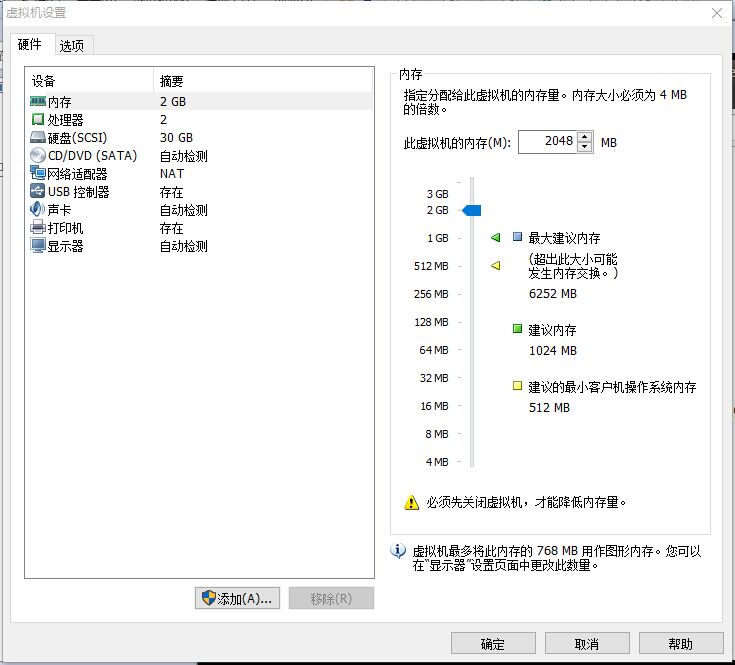 虚拟机设置
硬件 选项
设备 摘要
内存 2 GB
处理器 2
硬盘(SCSI) 30 GB
CD/DVD (SATA) 自动检测
网络适配器 NAT
USB 控制器 存在
声卡 自动检测
打印机 存在
显示器 自动检测
添加(A)... 移除(R)
内存
指定分配给此虚拟机的内存量。内存大小必须为 4 MB
的倍数。
此虚拟机的内存(M): 2048 MB
3 GB
2 GB
1 GB
512 MB
256 MB
128 MB
64 MB
32 MB
16 MB
8 MB
4 MB
最大建议内存
(超出此大小可能
发生内存交换。)
6252 MB
建议内存
1024 MB
建议的最小客户机操作系统内存
512 MB
必须先关闭虚拟机，才能降低内存量。
虚拟机最多将此内存的 768 MB 用作图形内存。您可以
在“显示器”设置页面中更改此数量。
确定 取消 帮助